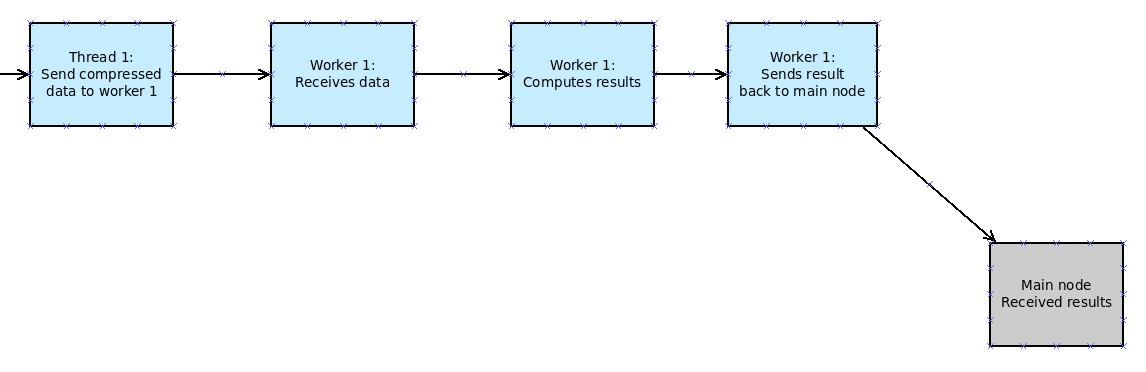 Thread 1:
Send compressed
data to worker 1
Worker 1:
Receives data
Worker 1:
Computes results
Worker 1:
Sends result
back to main node
Main node
Received results